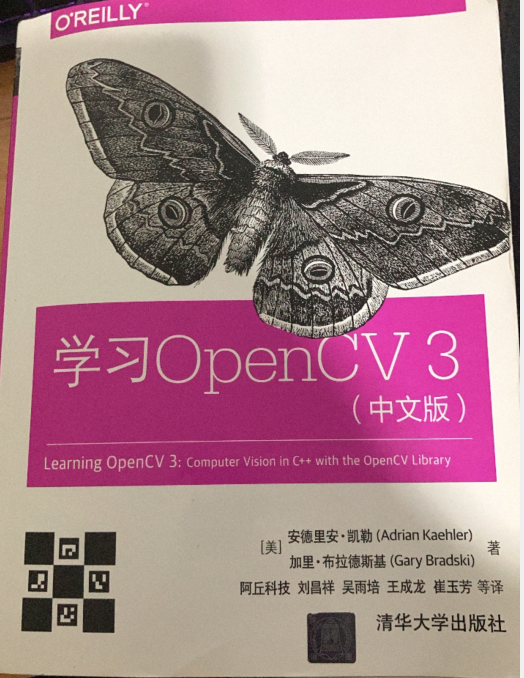 O'REILLY®
学习OpenCV 3
（中文版）
Learning OpenCV 3: Computer Vision in C++ with the OpenCV Library
[美] 安德里安·凯勒 (Adrian Kaehler)
加里·布拉德斯基 (Gary Bradski) 著
阿丘科技 刘昌祥 吴雨培 王成龙 崔玉芳 等译
清华大学出版社